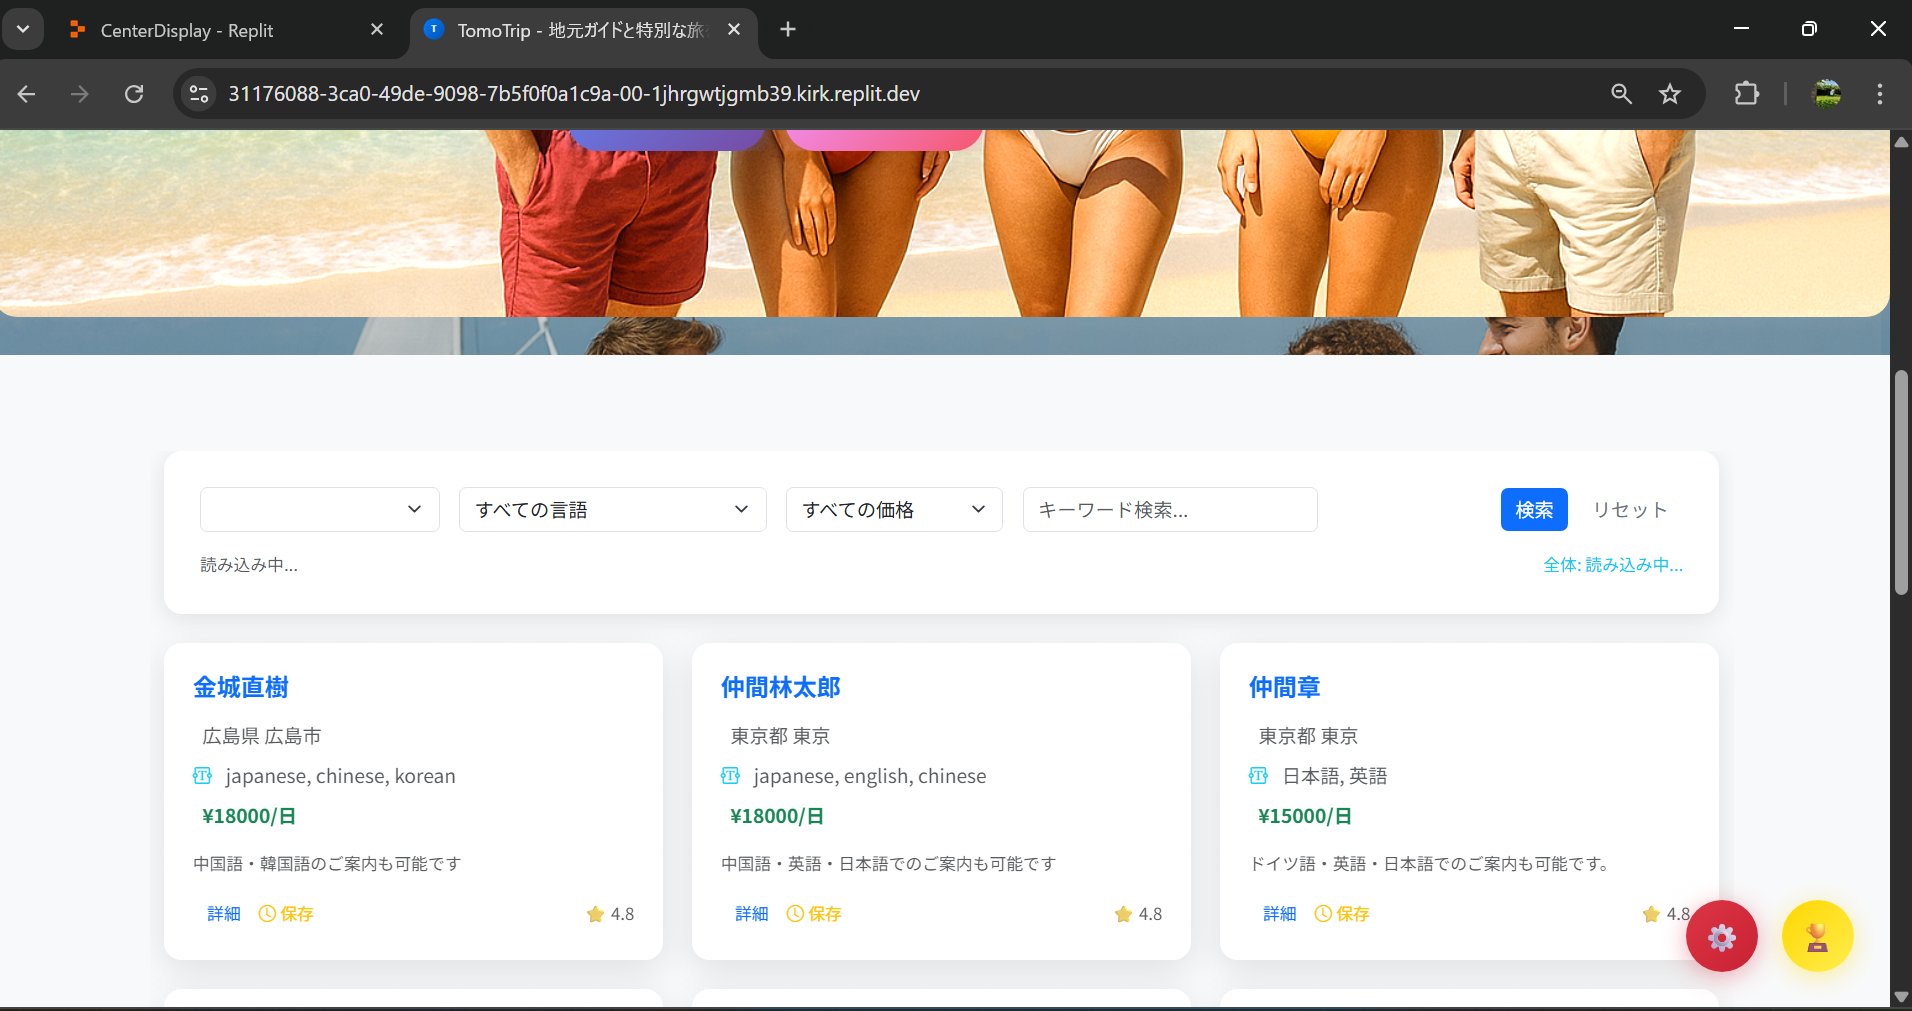 CenterDisplay - Replit
TomoTrip - 地元ガイドと特別な旅
31176088-3ca0-49de-9098-7b5f0f0a1c9a-00-1jhrgwtjgmb39.kirk.replit.dev
すべての言語
すべての価格
キーワード検索...
検索
リセット
読み込み中...
全体: 読み込み中...
金城直樹
広島県 広島市
japanese, chinese, korean
¥18000/日
中国語・韓国語のご案内も可能です
詳細
保存
4.8
仲間林太郎
東京都 東京
japanese, english, chinese
¥18000/日
中国語・英語・日本語でのご案内も可能です
詳細
保存
4.8
仲間章
東京都 東京
日本語, 英語
¥15000/日
ドイツ語・英語・日本語でのご案内も可能です。
詳細
保存
4.8